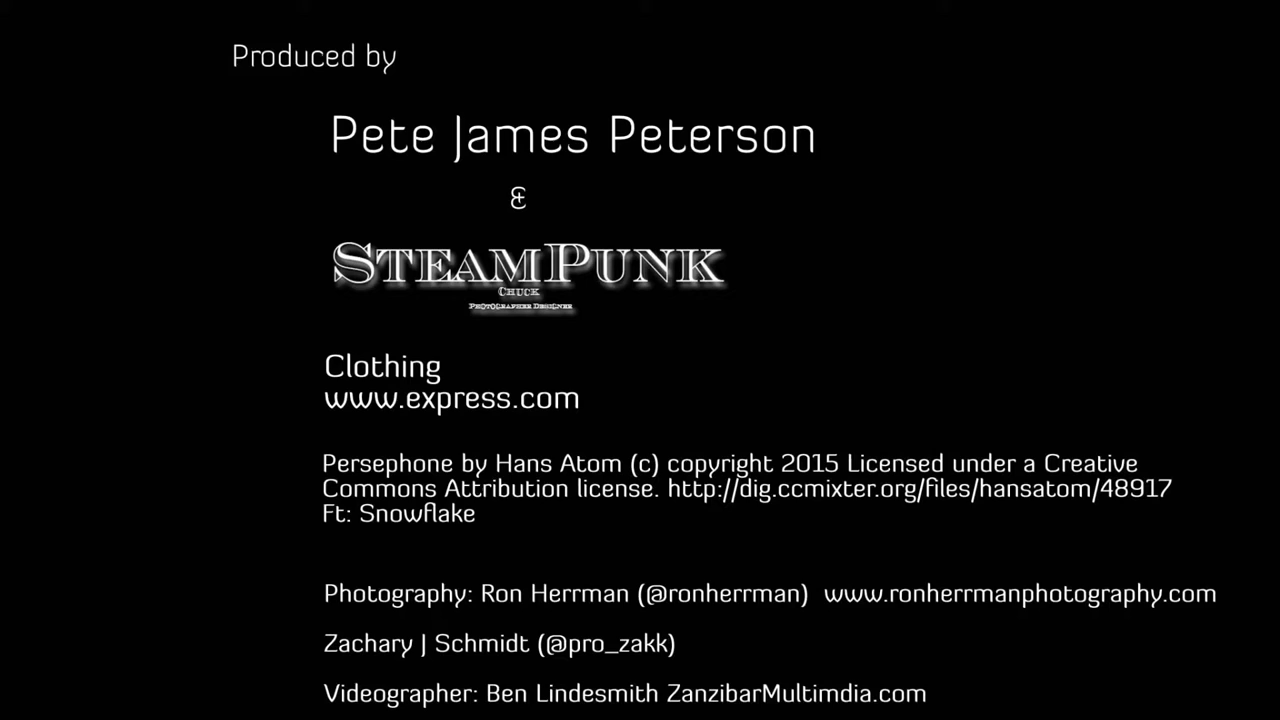 Produced by
Pete James Peterson
&
STEAMPUNK
CHUCK
PHOTOGRAPHER DESIGNER
Clothing
www.express.com
Persephone by Hans Atom (c) copyright 2015 Licensed under a Creative
Commons Attribution license. http://dig.ccmixter.org/files/hansatom/48917
Ft: Snowflake
Photography: Ron Herrman (@ronherrman) www.ronherrmanphotography.com
Zachary J Schmidt (@pro_zakk)
Videographer: Ben Lindesmith ZanzibarMultimdia.com